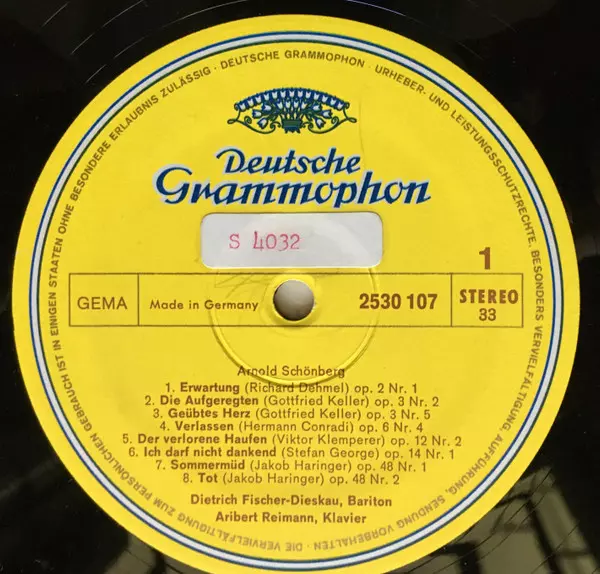 DEUTSCHE GRAMMOPHON · URHEBER- UND LEISTUNGSSCHUTZRECHTE, BESONDERS VERVIELFÄLTIGUNG, AUFFÜHRUNG, SENDUNG VORBEHALTEN · DIE VERVIELFÄLTIGUNG ZUM PERSÖNLICHEN GEBRAUCH IST IN EINIGEN STAATEN OHNE BESONDERE ERLAUBNIS ZULÄSSIG ·
Deutsche
Grammophon
S 4032
1
GEMA Made in Germany 2530 107 STEREO
33
Arnold Schönberg
1. Erwartung (Richard Dehmel) op. 2 Nr. 1
2. Die Aufgeregten (Gottfried Keller) op. 3 Nr. 2
3. Geübtes Herz (Gottfried Keller) op. 3 Nr. 5
4. Verlassen (Hermann Conradi) op. 6 Nr. 4
5. Der verlorene Haufen (Viktor Klemperer) op. 12 Nr. 2
6. Ich darf nicht dankend (Stefan George) op. 14 Nr. 1
7. Sommermüd (Jakob Haringer) op. 48 Nr. 1
8. Tot (Jakob Haringer) op. 48 Nr. 2
Dietrich Fischer-Dieskau, Bariton
Aribert Reimann, Klavier